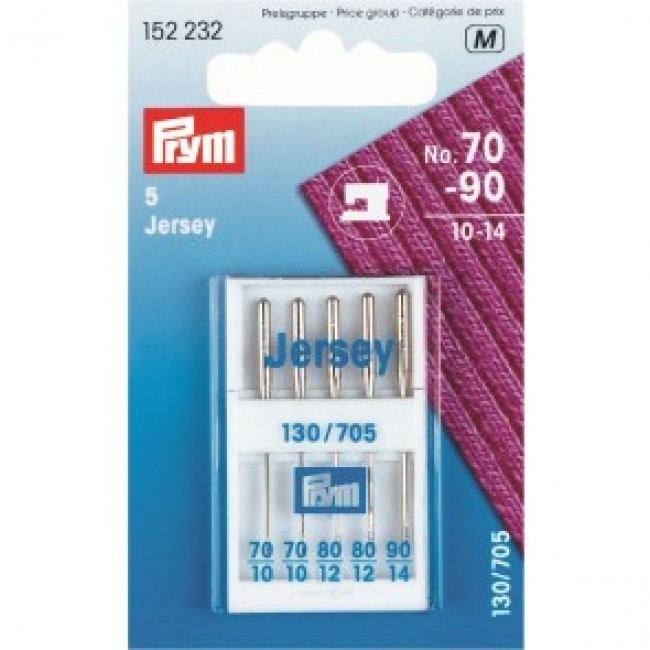 Preisgruppe - Price group - Catégorie de prix
152 232
M
Prym
No. 70
-90
10-14
5
Jersey
Jersey
130/705
Prym
70 70 80 80 90
10 10 12 12 14
130/705